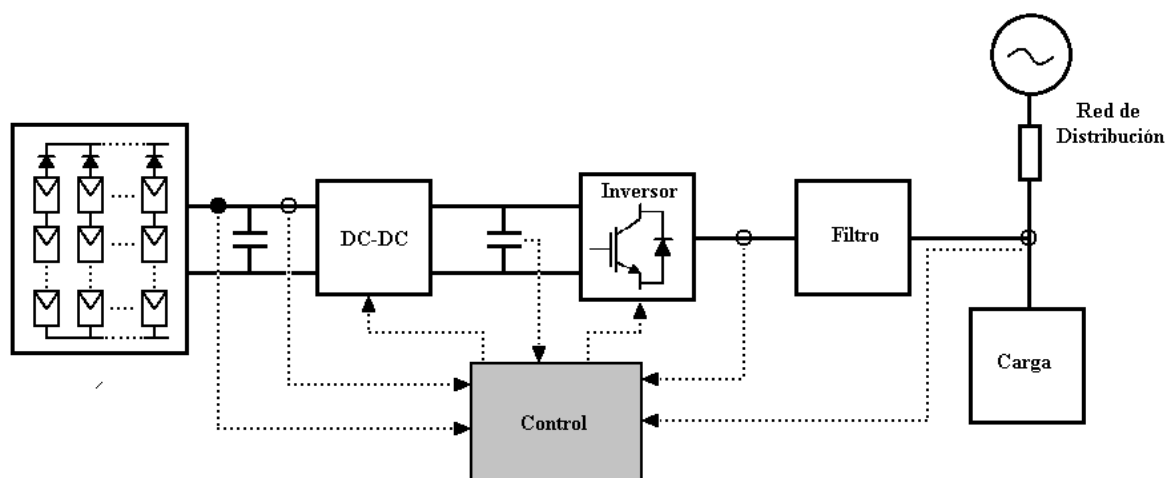 Red de
Distribución
Inversor
DC-DC
Filtro
Carga
Control